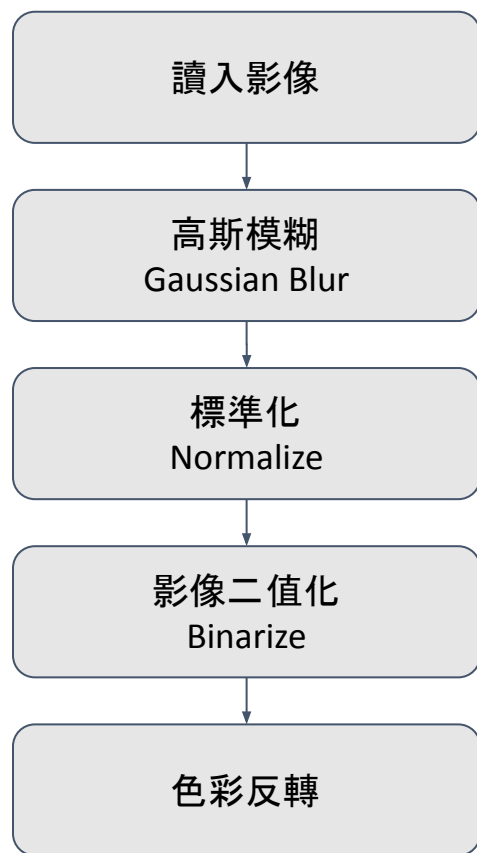 讀入影像
高斯模糊
Gaussian Blur
標準化
Normalize
影像二值化
Binarize
色彩反轉